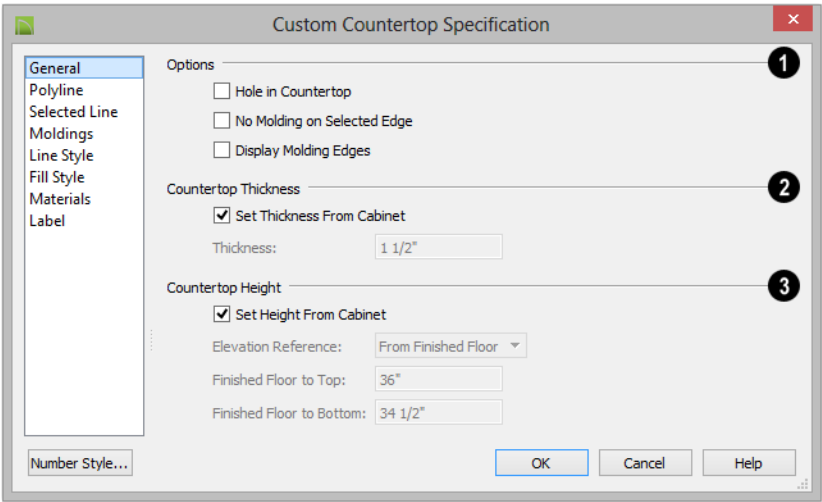 Custom Countertop Specification
General
Polyline
Selected Line
Moldings
Line Style
Fill Style
Materials
Label
Options
1
Hole in Countertop
No Molding on Selected Edge
Display Molding Edges
Countertop Thickness
2
Set Thickness From Cabinet
Thickness: 1 1/2"
Countertop Height
3
Set Height From Cabinet
Elevation Reference: From Finished Floor
Finished Floor to Top: 36"
Finished Floor to Bottom: 34 1/2"
Number Style... OK Cancel Help